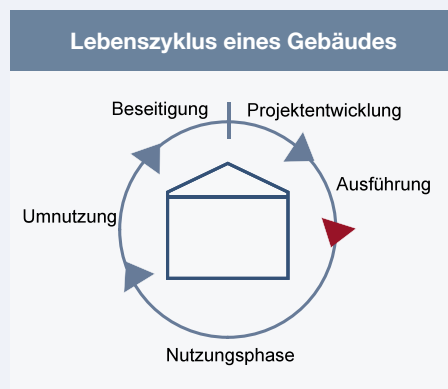 Lebenszyklus eines Gebäudes
Beseitigung
Projektentwicklung
Ausführung
Umnutzung
Nutzungsphase